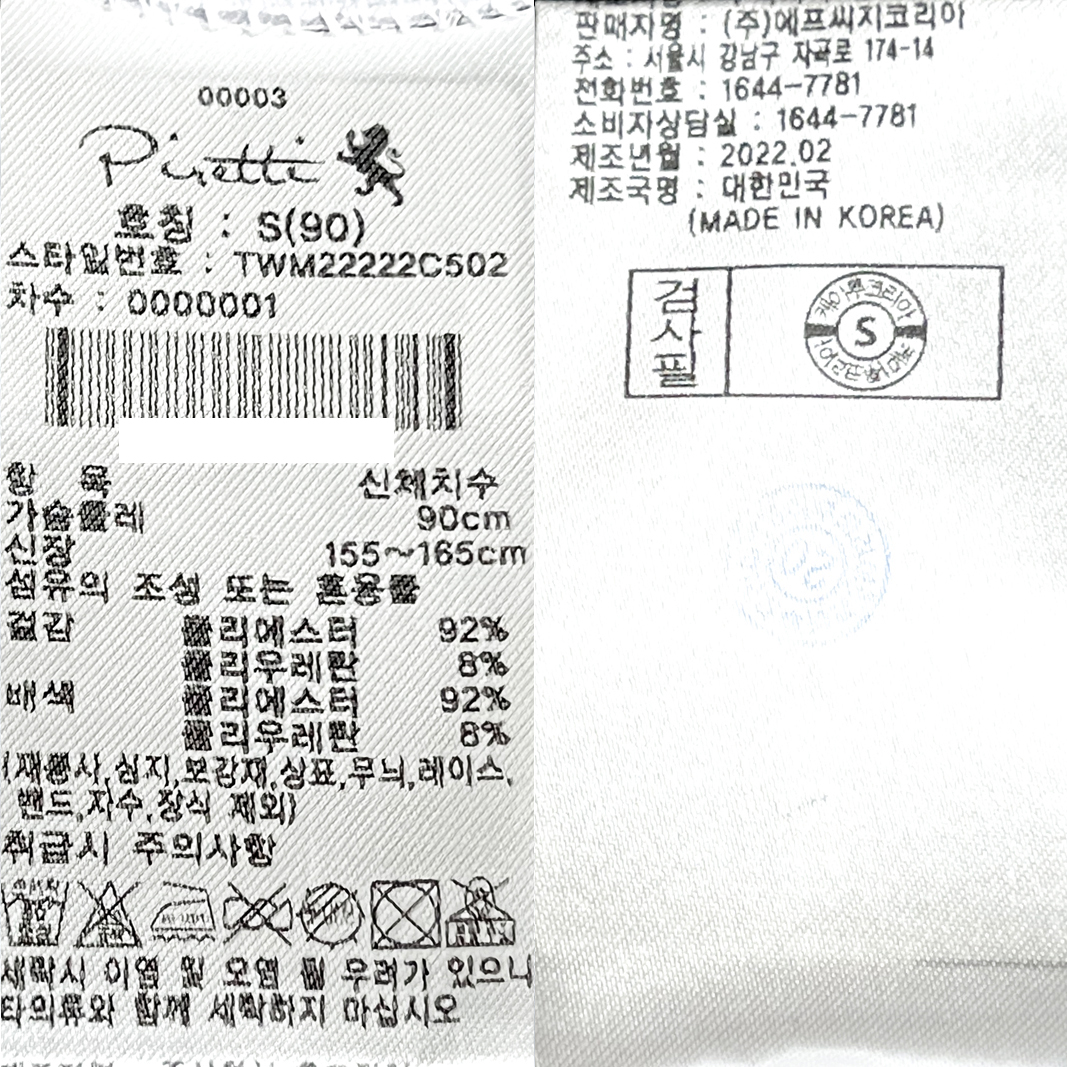 00003
Piretti
호칭 : S(90)
스타일번호 : TWM22222C502
차수 : 0000001
항 목 신체치수
가슴둘레 90cm
신장 155~165cm
섬유의 조성 또는 혼용률
겉감 폴리에스터 92%
폴리우레탄 8%
배색 폴리에스터 92%
폴리우레탄 8%
(재봉사,심지,보강재,상표,무늬,레이스,
밴드,자수,장식 제외)
취급시 주의사항
세탁시 이염 및 오염 될 우려가 있으니
타의류와 함께 세탁하지 마십시오
판매자명 : (주)에프씨지코리아
주소 : 서울시 강남구 자곡로 174-14
전화번호 : 1644-7781
소비자상담실 : 1644-7781
제조년월 : 2022.02
제조국명 : 대한민국
(MADE IN KOREA)
검사필
S